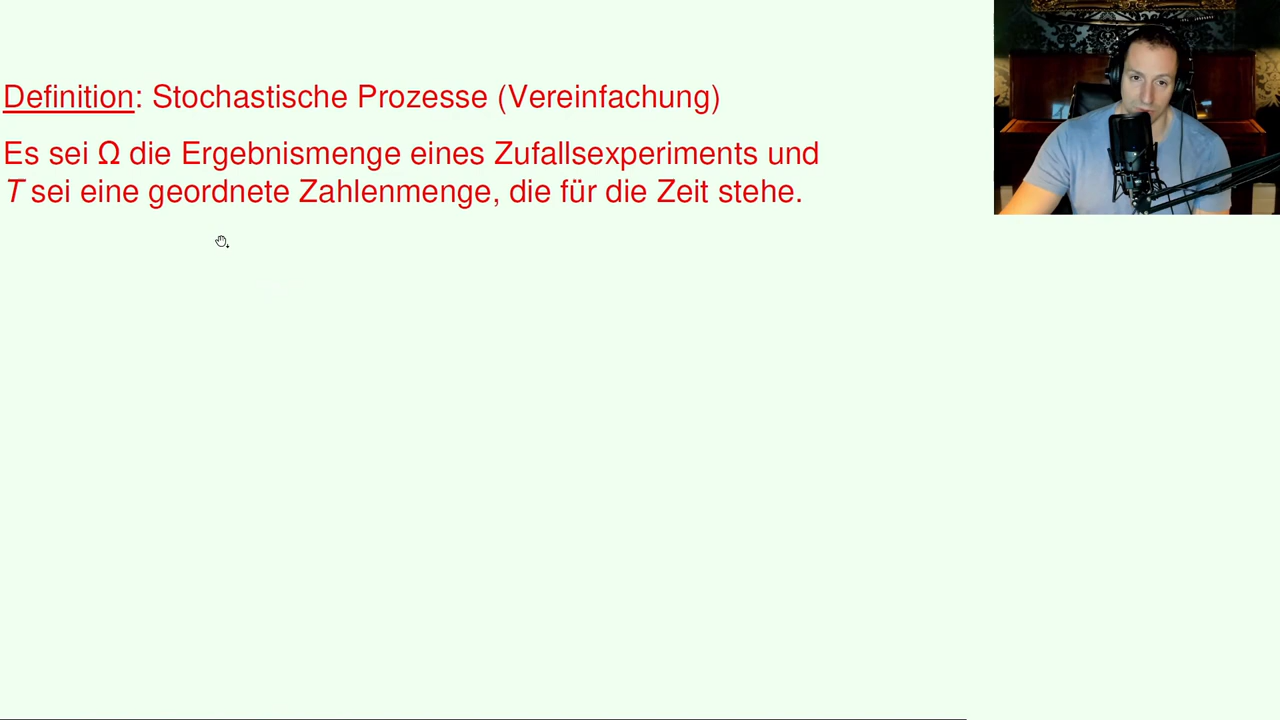 Definition: Stochastische Prozesse (Vereinfachung)
Es sei Ω die Ergebnismenge eines Zufallsexperiments und
T sei eine geordnete Zahlenmenge, die für die Zeit stehe.